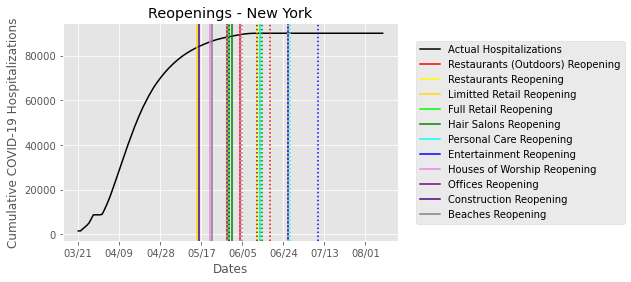 Reopenings - New York
Cumulative COVID-19 Hospitalizations
80000
60000
40000
20000
0
03/21 04/09 04/28 05/17 06/05 06/24 07/13 08/01
Dates
Actual Hospitalizations
Restaurants (Outdoors) Reopening
Restaurants Reopening
Limitted Retail Reopening
Full Retail Reopening
Hair Salons Reopening
Personal Care Reopening
Entertainment Reopening
Houses of Worship Reopening
Offices Reopening
Construction Reopening
Beaches Reopening